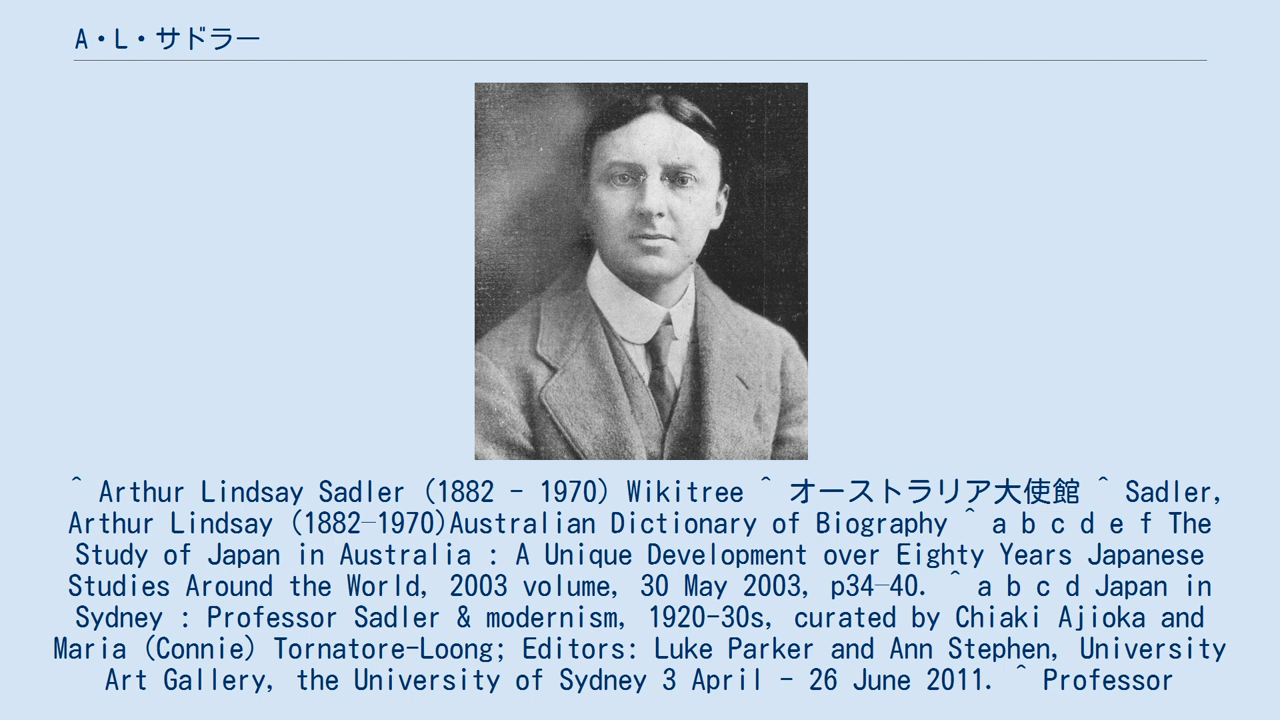 A・L・サドラー
^ Arthur Lindsay Sadler (1882 - 1970) Wikitree ^ オーストラリア大使館 ^ Sadler,
Arthur Lindsay (1882–1970)Australian Dictionary of Biography ^ a b c d e f The
Study of Japan in Australia : A Unique Development over Eighty Years Japanese
Studies Around the World, 2003 volume, 30 May 2003, p34–40. ^ a b c d Japan in
Sydney : Professor Sadler & modernism, 1920-30s, curated by Chiaki Ajioka and
Maria (Connie) Tornatore-Loong; Editors: Luke Parker and Ann Stephen, University
Art Gallery, the University of Sydney 3 April - 26 June 2011. ^ Professor